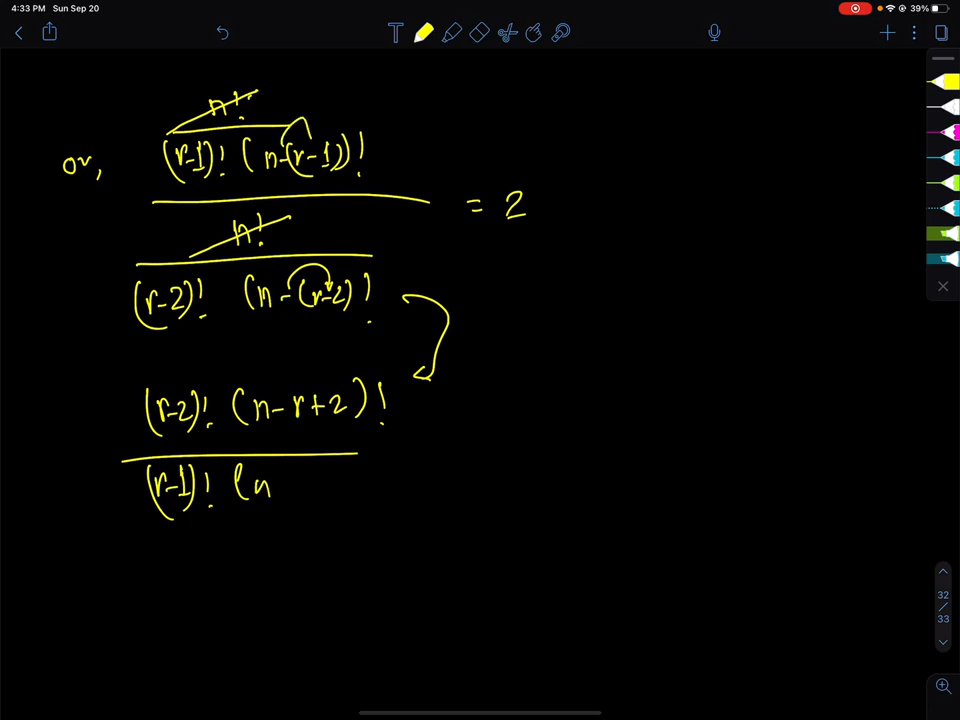 4:33 PM Sun Sep 20
39%
n!
or, (r-1)! (n-(r-1))!
= 2
n!
(r-2)! (n-(r-2)!
(r-2)! (n-r+2)!
(r-1)! (n
32
/
33